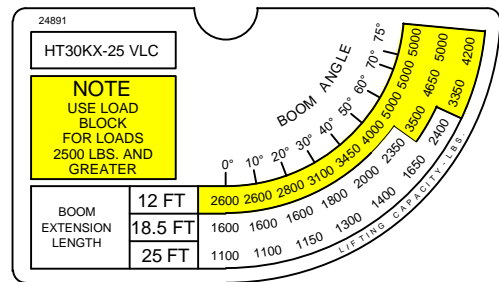 24891
HT30KX-25 VLC
NOTE
USE LOAD
BLOCK
FOR LOADS
2500 LBS. AND
GREATER
BOOM ANGLE
0° 10° 20° 30° 40° 50° 60° 70° 75°
BOOM
EXTENSION
LENGTH
12 FT 2600 2600 2800 3100 3450 4000 5000 5000 5000
18.5 FT 1600 1600 1600 1800 2000 2350 3500 4650 5000
25 FT 1100 1100 1150 1300 1400 1650 2400 3350 4200
LIFTING CAPACITY - LBS.